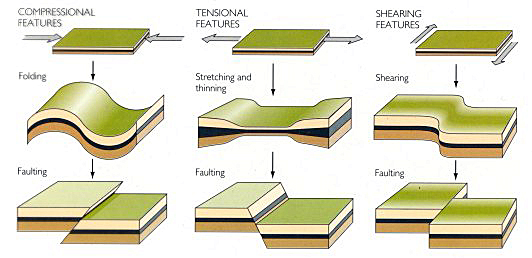 COMPRESSIONAL
FEATURES
Folding
Faulting
TENSIONAL
FEATURES
Stretching and
thinning
Faulting
SHEARING
FEATURES
Shearing
Faulting